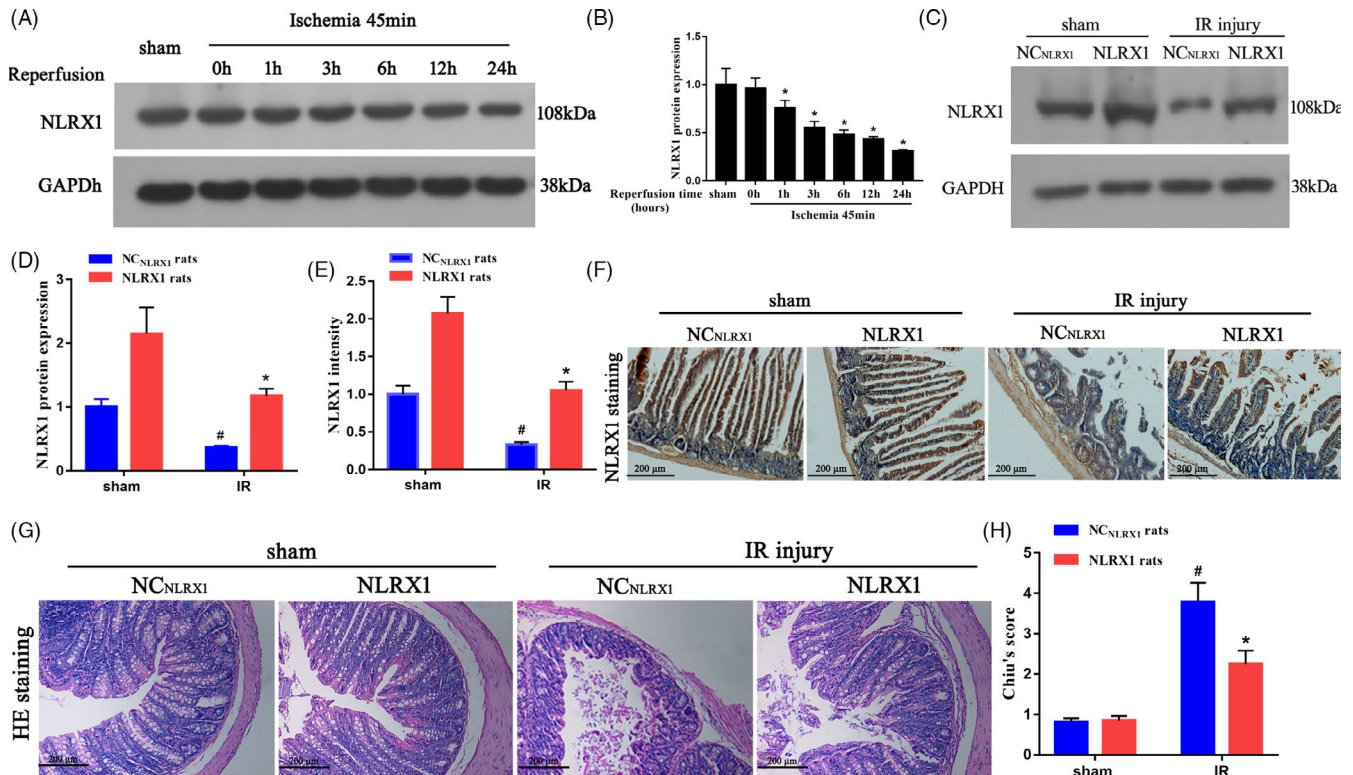 (A)
Ischemia 45min
sham
Reperfusion 0h 1h 3h 6h 12h 24h
NLRX1 108kDa
GAPDh 38kDa
(B)
NLRX1 protein expression
1.5
1.0
0.5
0.0
* * * * *
Reperfusion time sham 0h 1h 3h 6h 12h 24h
(hours) Ischemia 45min
(C)
sham IR injury
NCNLRX1 NLRX1 NCNLRX1 NLRX1
NLRX1 108kDa
GAPDH 38kDa
(D)
NCNLRX1 rats
NLRX1 rats
NLRX1 protein expression
3
2
1
0
# *
sham IR
(E)
NCNLRX1 rats
NLRX1 rats
NLRX1 intensity
2.5
2.0
1.5
1.0
0.5
0.0
# *
sham IR
(F)
sham IR injury
NCNLRX1 NLRX1 NCNLRX1 NLRX1
NLRX1 staining
200 µm 200 µm 200 µm 200 µm
(G)
sham IR injury
NCNLRX1 NLRX1 NCNLRX1 NLRX1
HE staining
200 µm 200 µm 200 µm 200 µm
(H)
NCNLRX1 rats
NLRX1 rats
Chiu's score
5
4
3
2
1
0
# *
sham IR